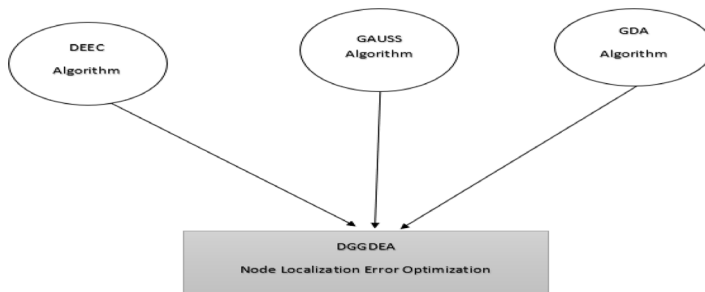 DEEC
Algorithm
GAUSS
Algorithm
GDA
Algorithm
DGGDEA
Node Localization Error Optimization